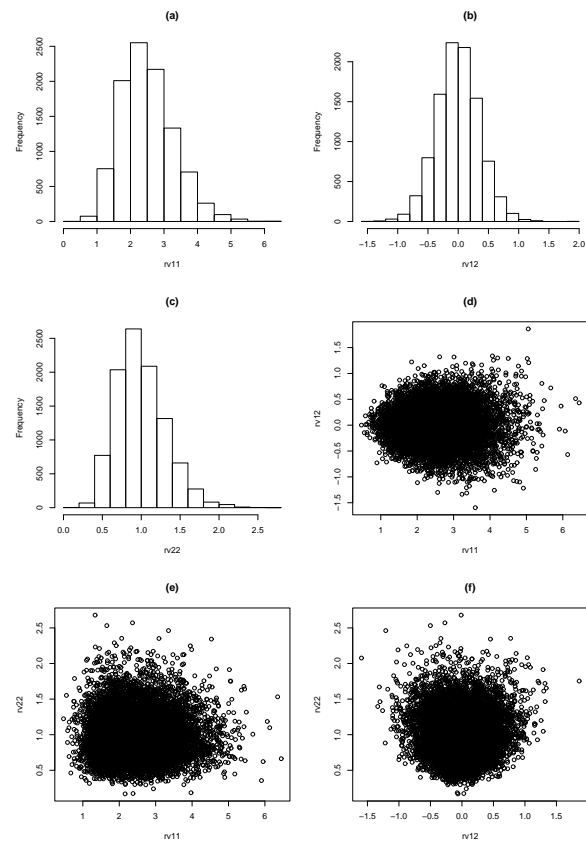 (a)
Frequency
0 500 1500 2500
0 1 2 3 4 5 6
rv11
(b)
Frequency
0 500 1000 1500 2000
−1.5 −1.0 −0.5 0.0 0.5 1.0 1.5 2.0
rv12
(c)
Frequency
0 500 1500 2500
0.0 0.5 1.0 1.5 2.0 2.5
rv22
(d)
rv12
−1.5 −1.0 −0.5 0.0 0.5 1.0 1.5
1 2 3 4 5 6
rv11
(e)
rv22
0.5 1.0 1.5 2.0 2.5
1 2 3 4 5 6
rv11
(f)
rv22
0.5 1.0 1.5 2.0 2.5
−1.5 −1.0 −0.5 0.0 0.5 1.0 1.5
rv12